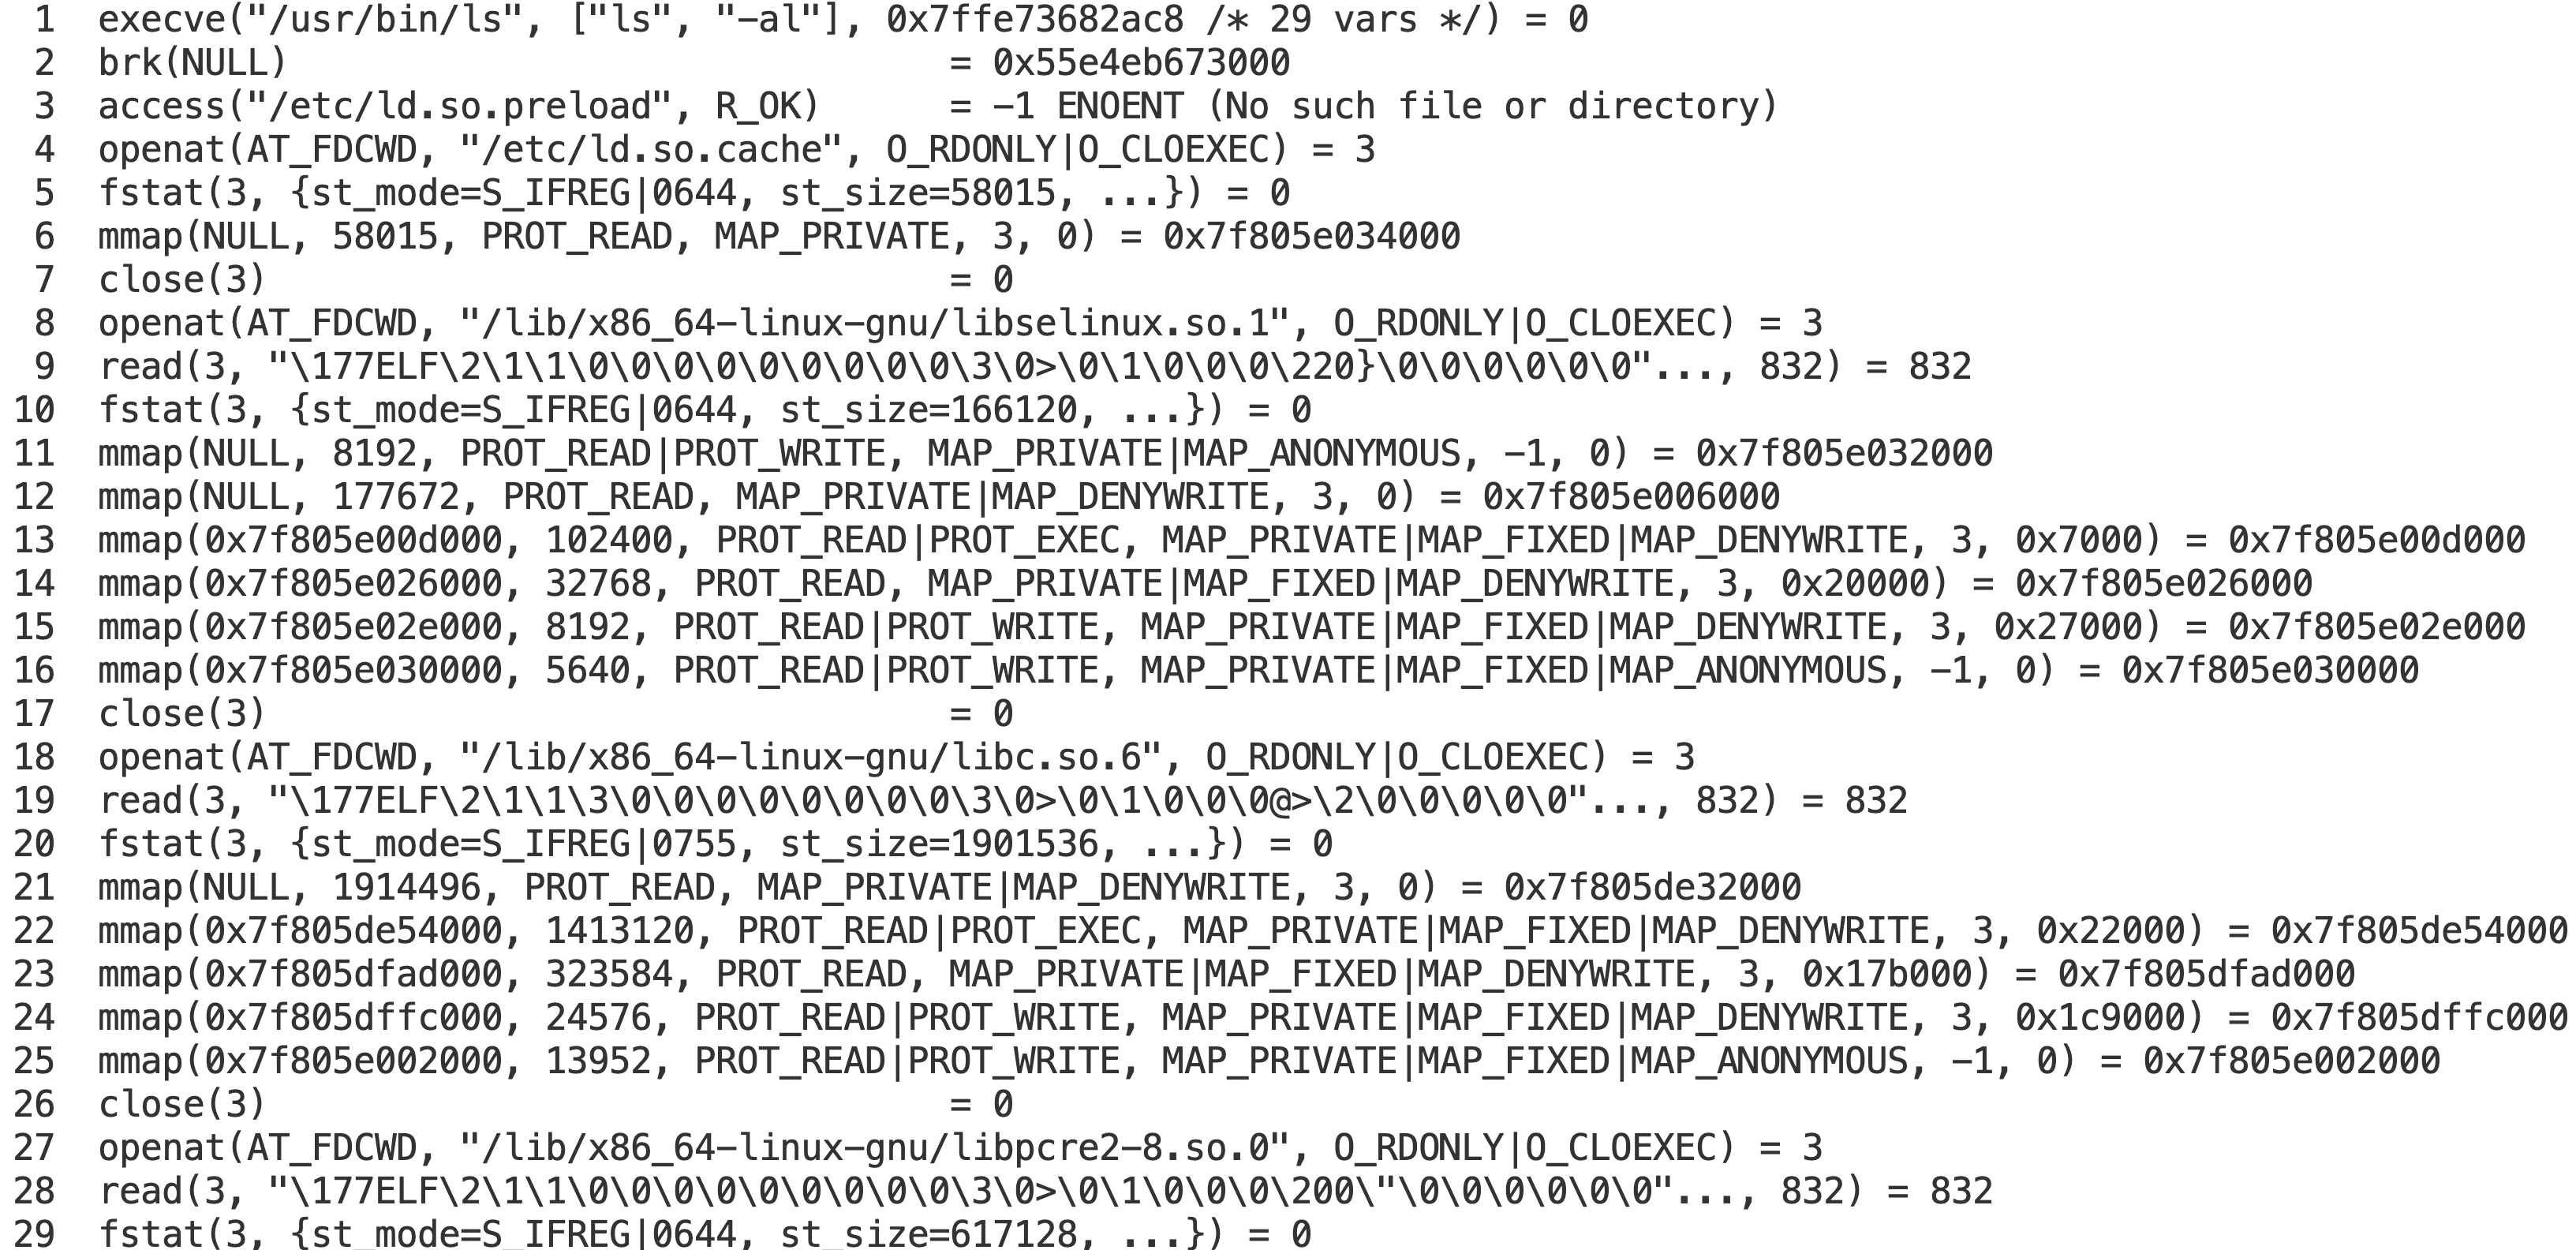 1 execve("/usr/bin/ls", ["ls", "-al"], 0x7ffe73682ac8 /* 29 vars */) = 0
2 brk(NULL)                               = 0x55e4eb673000
3 access("/etc/ld.so.preload", R_OK)      = -1 ENOENT (No such file or directory)
4 openat(AT_FDCWD, "/etc/ld.so.cache", O_RDONLY|O_CLOEXEC) = 3
5 fstat(3, {st_mode=S_IFREG|0644, st_size=58015, ...}) = 0
6 mmap(NULL, 58015, PROT_READ, MAP_PRIVATE, 3, 0) = 0x7f805e034000
7 close(3)                                = 0
8 openat(AT_FDCWD, "/lib/x86_64-linux-gnu/libselinux.so.1", O_RDONLY|O_CLOEXEC) = 3
9 read(3, "\177ELF\2\1\1\0\0\0\0\0\0\0\0\0\3\0>\0\1\0\0\0\220}\0\0\0\0\0\0"..., 832) = 832
10 fstat(3, {st_mode=S_IFREG|0644, st_size=166120, ...}) = 0
11 mmap(NULL, 8192, PROT_READ|PROT_WRITE, MAP_PRIVATE|MAP_ANONYMOUS, -1, 0) = 0x7f805e032000
12 mmap(NULL, 177672, PROT_READ, MAP_PRIVATE|MAP_DENYWRITE, 3, 0) = 0x7f805e006000
13 mmap(0x7f805e00d000, 102400, PROT_READ|PROT_EXEC, MAP_PRIVATE|MAP_FIXED|MAP_DENYWRITE, 3, 0x7000) = 0x7f805e00d000
14 mmap(0x7f805e026000, 32768, PROT_READ, MAP_PRIVATE|MAP_FIXED|MAP_DENYWRITE, 3, 0x20000) = 0x7f805e026000
15 mmap(0x7f805e02e000, 8192, PROT_READ|PROT_WRITE, MAP_PRIVATE|MAP_FIXED|MAP_DENYWRITE, 3, 0x27000) = 0x7f805e02e000
16 mmap(0x7f805e030000, 5640, PROT_READ|PROT_WRITE, MAP_PRIVATE|MAP_FIXED|MAP_ANONYMOUS, -1, 0) = 0x7f805e030000
17 close(3)                                = 0
18 openat(AT_FDCWD, "/lib/x86_64-linux-gnu/libc.so.6", O_RDONLY|O_CLOEXEC) = 3
19 read(3, "\177ELF\2\1\1\3\0\0\0\0\0\0\0\0\3\0>\0\1\0\0\0@>\2\0\0\0\0\0"..., 832) = 832
20 fstat(3, {st_mode=S_IFREG|0755, st_size=1901536, ...}) = 0
21 mmap(NULL, 1914496, PROT_READ, MAP_PRIVATE|MAP_DENYWRITE, 3, 0) = 0x7f805de32000
22 mmap(0x7f805de54000, 1413120, PROT_READ|PROT_EXEC, MAP_PRIVATE|MAP_FIXED|MAP_DENYWRITE, 3, 0x22000) = 0x7f805de54000
23 mmap(0x7f805dfad000, 323584, PROT_READ, MAP_PRIVATE|MAP_FIXED|MAP_DENYWRITE, 3, 0x17b000) = 0x7f805dfad000
24 mmap(0x7f805dffc000, 24576, PROT_READ|PROT_WRITE, MAP_PRIVATE|MAP_FIXED|MAP_DENYWRITE, 3, 0x1c9000) = 0x7f805dffc000
25 mmap(0x7f805e002000, 13952, PROT_READ|PROT_WRITE, MAP_PRIVATE|MAP_FIXED|MAP_ANONYMOUS, -1, 0) = 0x7f805e002000
26 close(3)                                = 0
27 openat(AT_FDCWD, "/lib/x86_64-linux-gnu/libpcre2-8.so.0", O_RDONLY|O_CLOEXEC) = 3
28 read(3, "\177ELF\2\1\1\0\0\0\0\0\0\0\0\0\3\0>\0\1\0\0\0\200\"\0\0\0\0\0\0"..., 832) = 832
29 fstat(3, {st_mode=S_IFREG|0644, st_size=617128, ...}) = 0